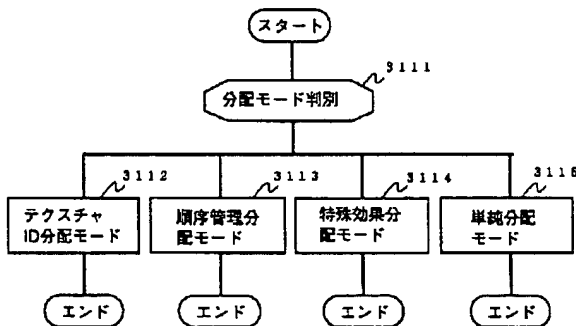 スタート
3111
分配モード判別
3112
3113
3114
3115
テクスチャ
ID分配モード
順序管理分
配モード
特殊効果分
配モード
単純分配
モード
エンド
エンド
エンド
エンド